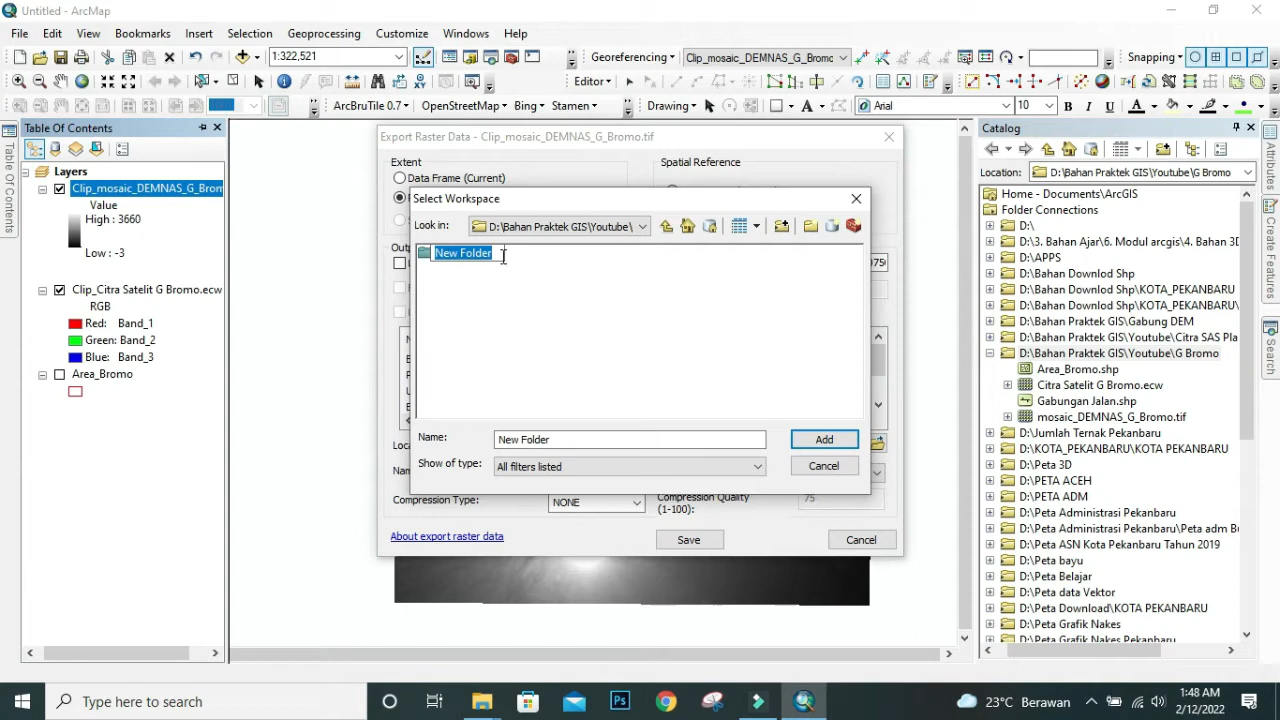 Untitled - ArcMap
File Edit View Bookmarks Insert Selection Geoprocessing Customize Windows Help
1:322,521
Georeferencing
Clip_mosaic_DEMNAS_G_Bromo
Snapping
Editor
ArcBruTile 0.7
OpenStreetMap
Bing
Stamen
Drawing
Arial
10
B I U
Table Of Contents
Layers
Clip_mosaic_DEMNAS_G_Brom
Value
High : 3660
Low : -3
Clip_Citra Satelit G Bromo.ecw
RGB
Red: Band_1
Green: Band_2
Blue: Band_3
Area_Bromo
Table Of Contents
Export Raster Data - Clip_mosaic_DEMNAS_G_Bromo.tif
Extent
Data Frame (Current)
Spatial Reference
Select Workspace
Look in:
D:\Bahan Praktek GIS\Youtube\
New Folder
Name:
New Folder
Add
Show of type:
All filters listed
Cancel
Compression Type:
NONE
Compression Quality
(1-100):
75
About export raster data
Save
Cancel
Catalog
Location:
D:\Bahan Praktek GIS\Youtube\G Bromo
Home - Documents\ArcGIS
Folder Connections
D:\
D:\3. Bahan Ajar\6. Modul arcgis\4. Bahan 3D
D:\APPS
D:\Bahan Downlod Shp
D:\Bahan Downlod Shp\KOTA_PEKANBARU
D:\Bahan Downlod Shp\KOTA_PEKANBARU\
D:\Bahan Praktek GIS\Gabung DEM
D:\Bahan Praktek GIS\Youtube\Citra SAS Pla
D:\Bahan Praktek GIS\Youtube\G Bromo
Area_Bromo.shp
Citra Satelit G Bromo.ecw
Gabungan Jalan.shp
mosaic_DEMNAS_G_Bromo.tif
D:\Jumlah Ternak Pekanbaru
D:\KOTA_PEKANBARU\KOTA PEKANBARU
D:\Peta 3D
D:\PETA ACEH
D:\PETA ADM
D:\Peta Administrasi Pekanbaru
D:\Peta Administrasi Pekanbaru\Peta adm B
D:\Peta ASN Kota Pekanbaru Tahun 2019
D:\Peta bayu
D:\Peta Belajar
D:\Peta data Vektor
D:\Peta Download\KOTA PEKANBARU
D:\Peta Grafik Nakes
D:\Peta Grafik Nakes Pekanbaru
Attributes
Create Features
Search
Type here to search
23°C Berawan
1:48 AM
2/12/2022